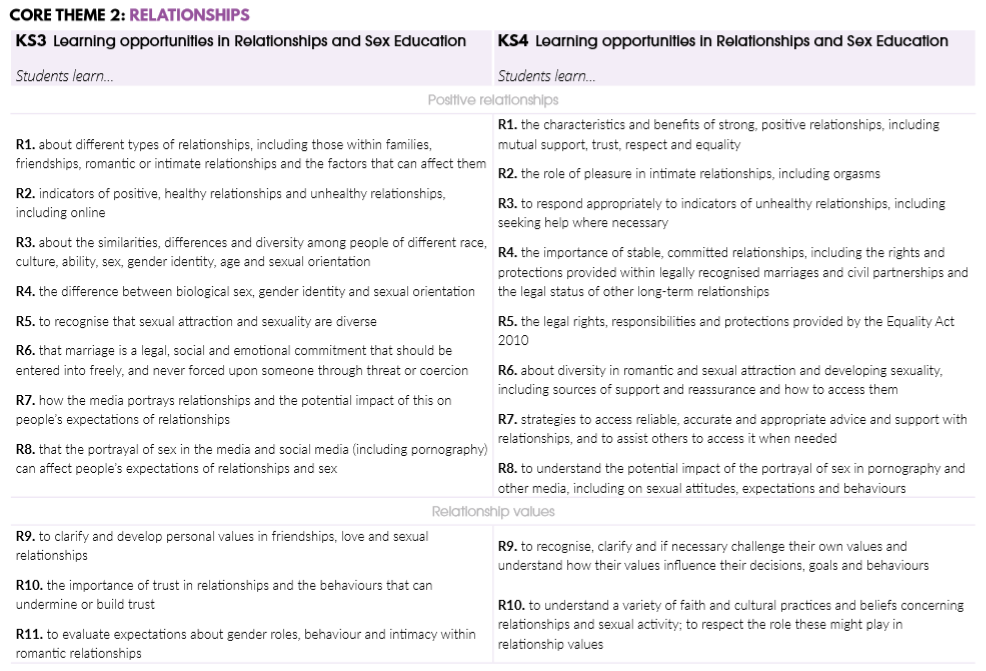 CORE THEME 2: RELATIONSHIPS
KS3 Learning opportunities in Relationships and Sex Education
Students learn...
KS4 Learning opportunities in Relationships and Sex Education
Students learn...
Positive relationships
R1. about different types of relationships, including those within families,
friendships, romantic or intimate relationships and the factors that can affect them
R2. indicators of positive, healthy relationships and unhealthy relationships,
including online
R3. about the similarities, differences and diversity among people of different race,
culture, ability, sex, gender identity, age and sexual orientation
R4. the difference between biological sex, gender identity and sexual orientation
R5. to recognise that sexual attraction and sexuality are diverse
R6. that marriage is a legal, social and emotional commitment that should be
entered into freely, and never forced upon someone through threat or coercion
R7. how the media portrays relationships and the potential impact of this on
people's expectations of relationships
R8. that the portrayal of sex in the media and social media (including pornography)
can affect people's expectations of relationships and sex
R1. the characteristics and benefits of strong, positive relationships, including
mutual support, trust, respect and equality
R2. the role of pleasure in intimate relationships, including orgasms
R3. to respond appropriately to indicators of unhealthy relationships, including
seeking help where necessary
R4. the importance of stable, committed relationships, including the rights and
protections provided within legally recognised marriages and civil partnerships and
the legal status of other long-term relationships
R5. the legal rights, responsibilities and protections provided by the Equality Act
2010
R6. about diversity in romantic and sexual attraction and developing sexuality,
including sources of support and reassurance and how to access them
R7. strategies to access reliable, accurate and appropriate advice and support with
relationships, and to assist others to access it when needed
R8. to understand the potential impact of the portrayal of sex in pornography and
other media, including on sexual attitudes, expectations and behaviours
Relationship values
R9. to clarify and develop personal values in friendships, love and sexual
relationships
R10. the importance of trust in relationships and the behaviours that can
undermine or build trust
R11. to evaluate expectations about gender roles, behaviour and intimacy within
romantic relationships
R9. to recognise, clarify and if necessary challenge their own values and
understand how their values influence their decisions, goals and behaviours
R10. to understand a variety of faith and cultural practices and beliefs concerning
relationships and sexual activity; to respect the role these might play in
relationship values